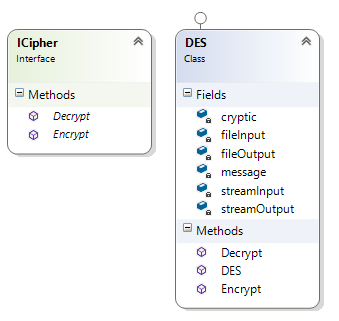 ICipher
Interface
Methods
Decrypt
Encrypt
DES
Class
Fields
cryptic
fileInput
fileOutput
message
streamInput
streamOutput
Methods
Decrypt
DES
Encrypt